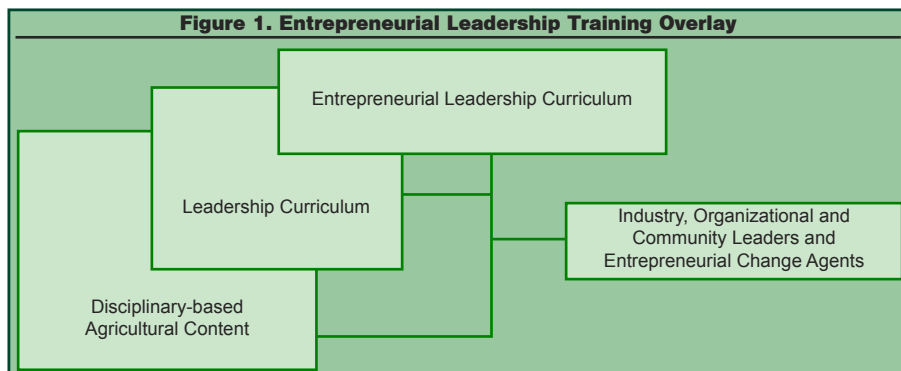 Figure 1. Entrepreneurial Leadership Training Overlay
Entrepreneurial Leadership Curriculum
Leadership Curriculum
Industry, Organizational and
Community Leaders and
Entrepreneurial Change Agents
Disciplinary-based
Agricultural Content